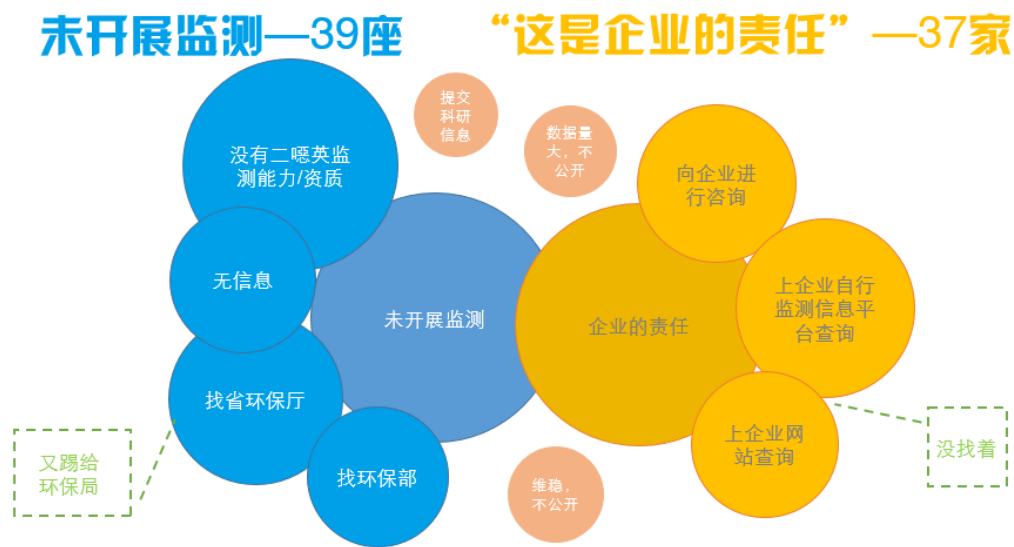 未开展监测—39座
“这是企业的责任”—37家
提交
科研
信息
数据量
大，不
公开
没有二噁英监
测能力/资质
向企业进
行咨询
无信息
未开展监测
企业的责任
上企业自行
监测信息平
台查询
找省环保厅
又踢给
环保局
找环保部
维稳，
不公开
上企业网
站查询
没找着